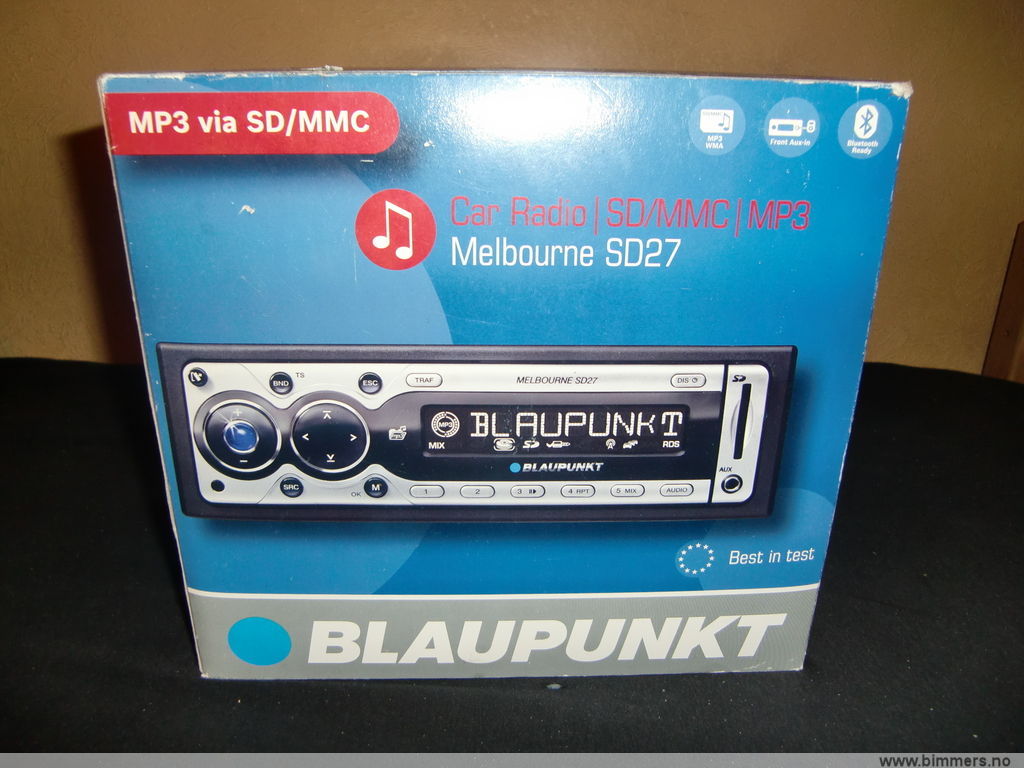 MP3 via SD/MMC
MP3
WMA
Front Aux-in
Bluetooth
Ready
Car Radio | SD/MMC | MP3
Melbourne SD27
BND
TS
ESC
TRAF
MELBOURNE SD27
DIS
SD
MP3
BLAUPUNKT
MIX
SD
RDS
BLAUPUNKT
AUX
SRC
OK
M
1
2
3
4 RPT
5 MIX
AUDIO
Best in test
BLAUPUNKT
www.bimmers.no